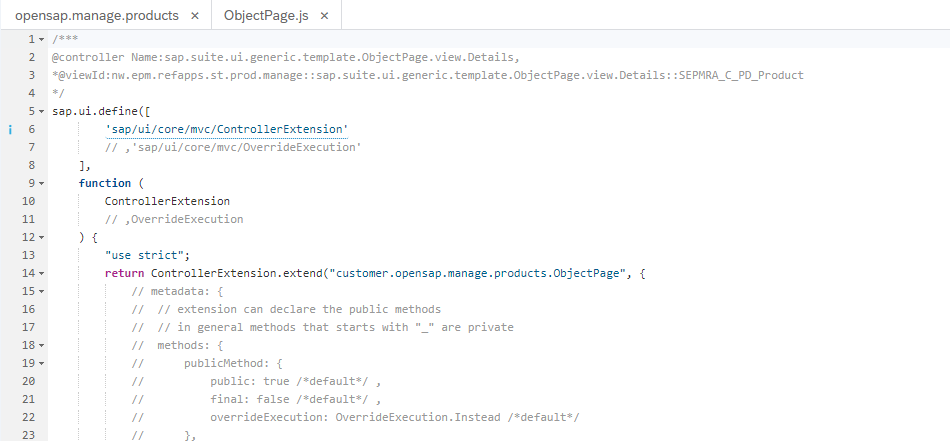 opensap.manage.products × ObjectPage.js ×
1 /***
2 @controller Name:sap.suite.ui.generic.template.ObjectPage.view.Details,
3 *@viewId:nw.epm.refapps.st.prod.manage::sap.suite.ui.generic.template.ObjectPage.view.Details::SEPMRA_C_PD_Product
4 */
5 sap.ui.define([
i 6 'sap/ui/core/mvc/ControllerExtension'
7 // ,'sap/ui/core/mvc/OverrideExecution'
8 ],
9 function (
10 ControllerExtension
11 // ,OverrideExecution
12 ) {
13 "use strict";
14 return ControllerExtension.extend("customer.opensap.manage.products.ObjectPage", {
15 // metadata: {
16 // // extension can declare the public methods
17 // // in general methods that starts with "_" are private
18 // methods: {
19 // publicMethod: {
20 // public: true /*default*/ ,
21 // final: false /*default*/ ,
22 // overrideExecution: OverrideExecution.Instead /*default*/
23 // },